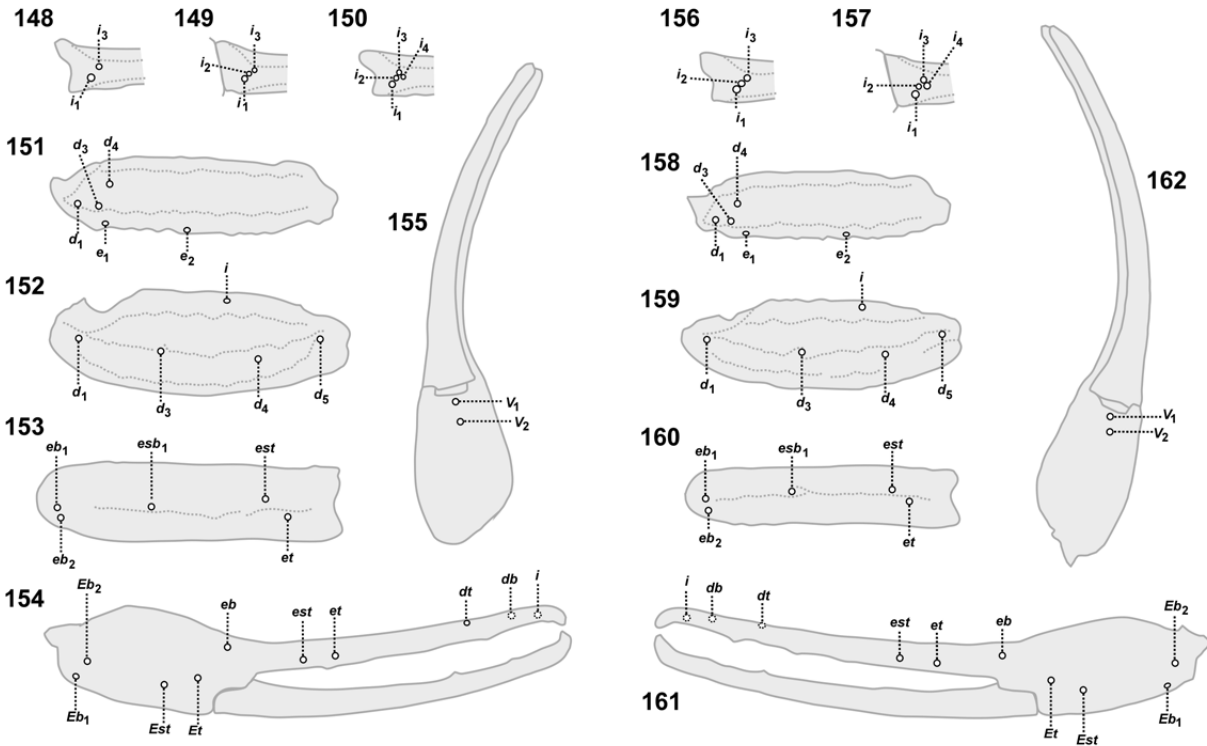 148 149 150 156 157
i3 i3 i3 i4 i3 i3 i4
i2 i2 i2 i2
i1 i1 i1 i1 i1
151 d3 d4 158 d3 d4
155 162
d1 e1 e2 d1 e1 e2
152 i 159 i
d1 d3 d4 d5 d1 d3 d4 d5
V1 V1
V2 V2
153 eb1 esb1 est 160 eb1 esb1 est
eb2 et eb2 et
154 Eb2 eb est et dt db i
i db dt est et eb Eb2
161
Eb1 Est Et
Et Est Eb1